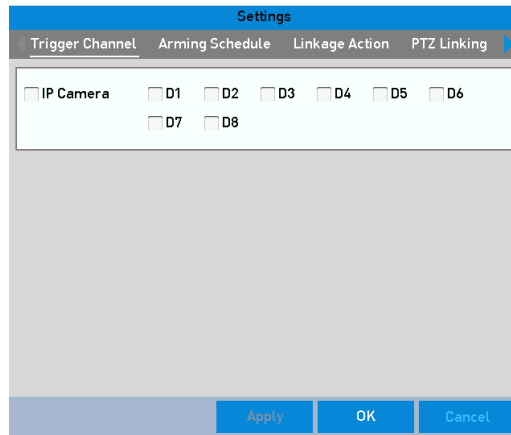 Settings
Trigger Channel Arming Schedule Linkage Action PTZ Linking
IP Camera D1 D2 D3 D4 D5 D6
D7 D8
Apply OK Cancel